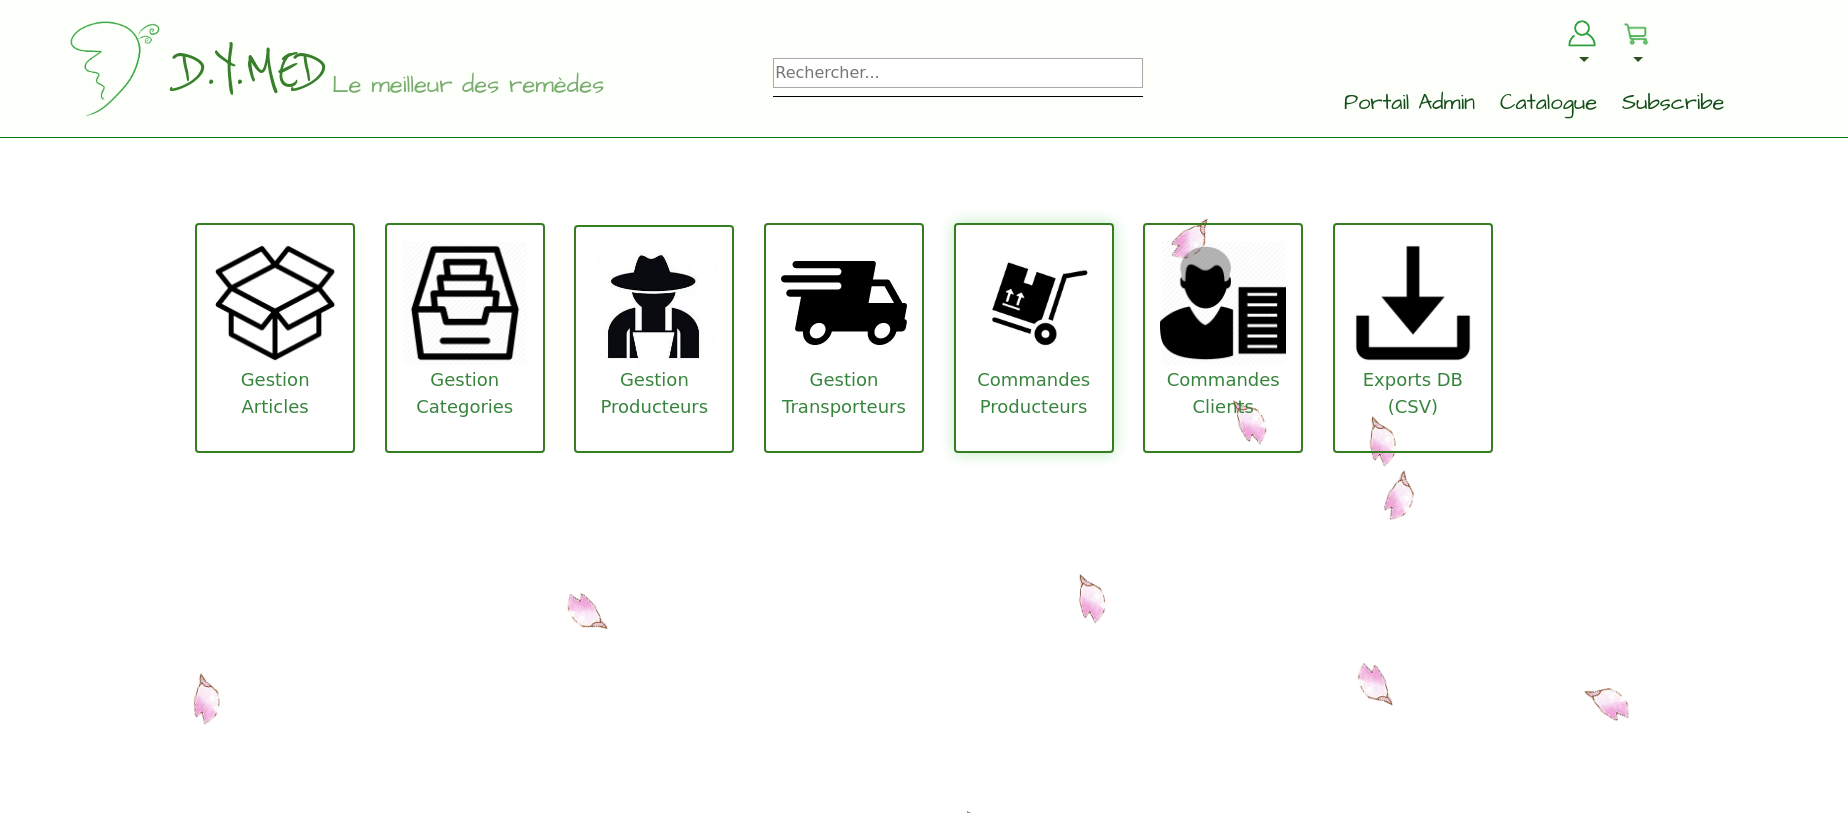 D.Y.MED Le meilleur des remèdes
Rechercher...
Portail Admin Catalogue Subscribe
Gestion
Articles
Gestion
Categories
Gestion
Producteurs
Gestion
Transporteurs
Commandes
Producteurs
Commandes
Clients
Exports DB
(CSV)